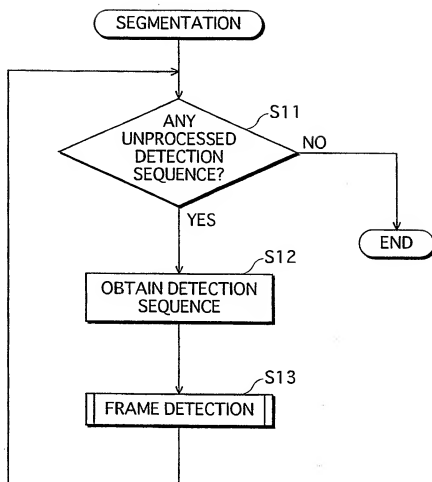 SEGMENTATION
S11
ANY
UNPROCESSED
DETECTION
SEQUENCE?
NO
YES
END
S12
OBTAIN DETECTION
SEQUENCE
S13
FRAME DETECTION